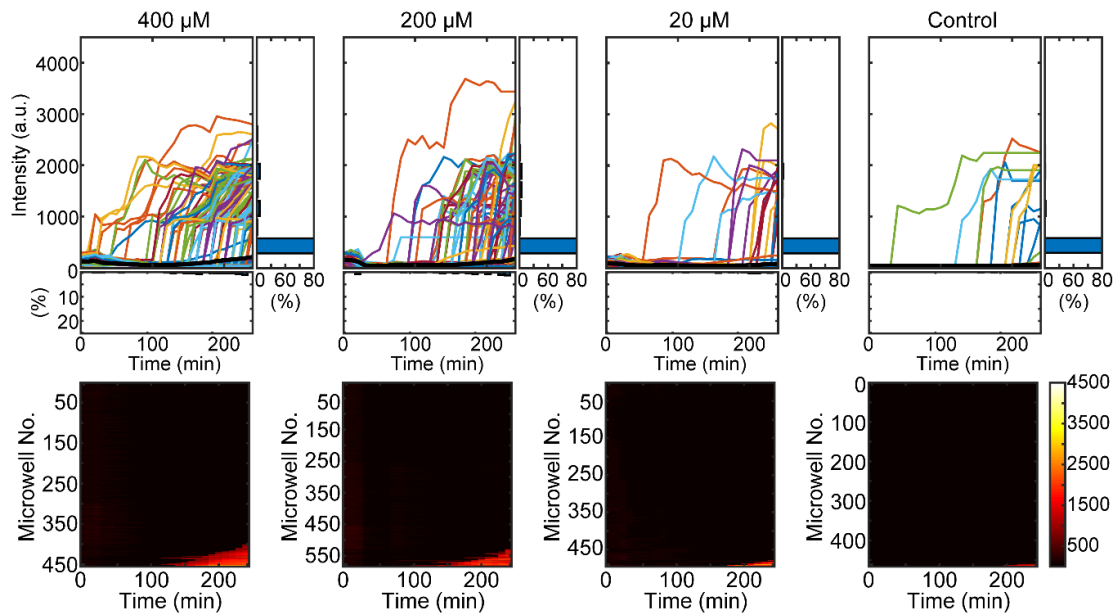 400 µM 200 µM 20 µM Control
Intensity (a.u.)
4000
3000
2000
1000
0
0 60 80 0 60 80 0 60 80 0 60 80
(%) (%) (%) (%)
(%)
10
20
0 100 200 0 100 200 0 100 200 0 100 200
Time (min) Time (min) Time (min) Time (min)
Microwell No.
50
150
250
350
450
0 100 200
Time (min)
Microwell No.
50
150
250
350
450
550
0 100 200
Time (min)
Microwell No.
50
150
250
350
450
0 100 200
Time (min)
Microwell No.
0
100
200
300
400
0 100 200
Time (min)
4500
3500
2500
1500
500